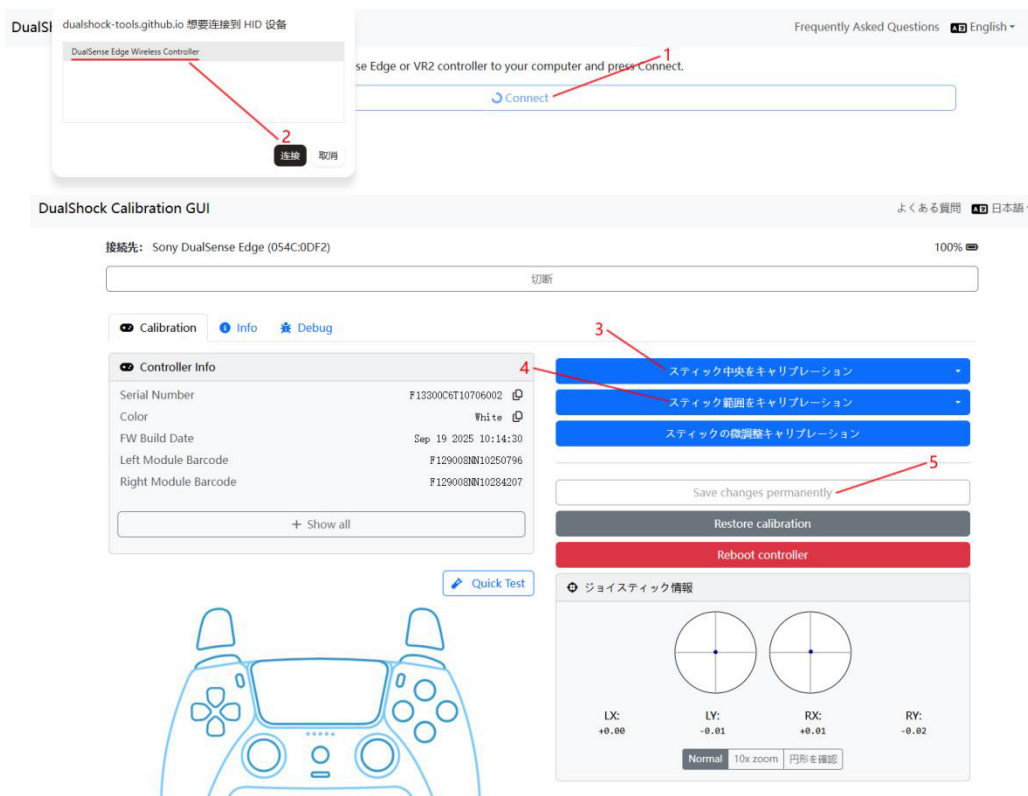 DualSh
dualshock-tools.github.io 想要连接到 HID 设备
DualSense Edge Wireless Controller
连接
取消
Frequently Asked Questions English
se Edge or VR2 controller to your computer and press Connect.
Connect
1
2
DualShock Calibration GUI
よくある質問 日本語
接続先: Sony DualSense Edge (054C:0DF2)
100%
切断
Calibration Info Debug
Controller Info
Serial Number F13300C6T10706002
Color White
FW Build Date Sep 19 2025 10:14:30
Left Module Barcode F129008NN10250796
Right Module Barcode F129008NN10284207
+ Show all
Quick Test
3
4
スティック中央をキャリブレーション
スティック範囲をキャリブレーション
スティックの微調整キャリブレーション
5
Save changes permanently
Restore calibration
Reboot controller
ジョイスティック情報
LX: LY: RX: RY:
+0.00 -0.01 +0.01 -0.02
Normal 10x zoom 円形を確認